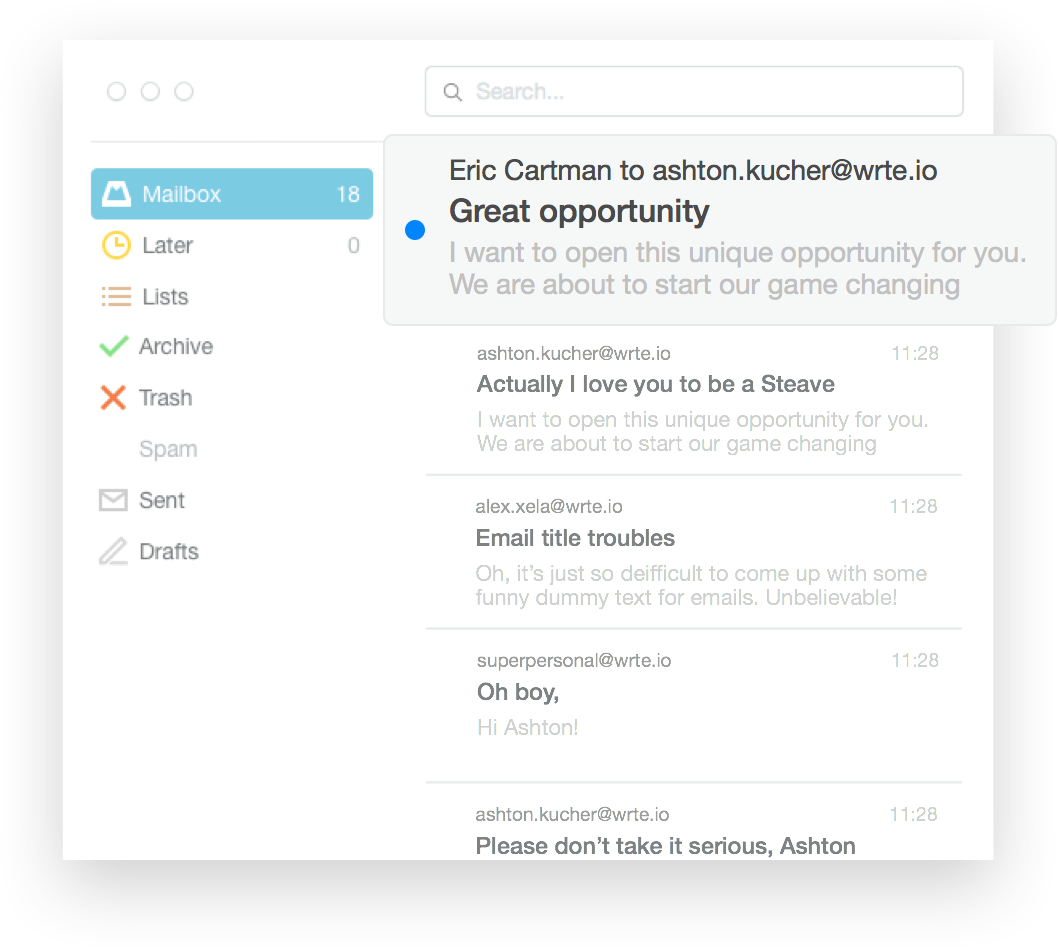 Search...
Mailbox 18
Later 0
Lists
Archive
Trash
Spam
Sent
Drafts
Eric Cartman to ashton.kucher@wrte.io
Great opportunity
I want to open this unique opportunity for you.
We are about to start our game changing
ashton.kucher@wrte.io 11:28
Actually I love you to be a Steave
I want to open this unique opportunity for you.
We are about to start our game changing
alex.xela@wrte.io 11:28
Email title troubles
Oh, it’s just so deifficult to come up with some
funny dummy text for emails. Unbelievable!
superpersonal@wrte.io 11:28
Oh boy,
Hi Ashton!
ashton.kucher@wrte.io 11:28
Please don’t take it serious, Ashton